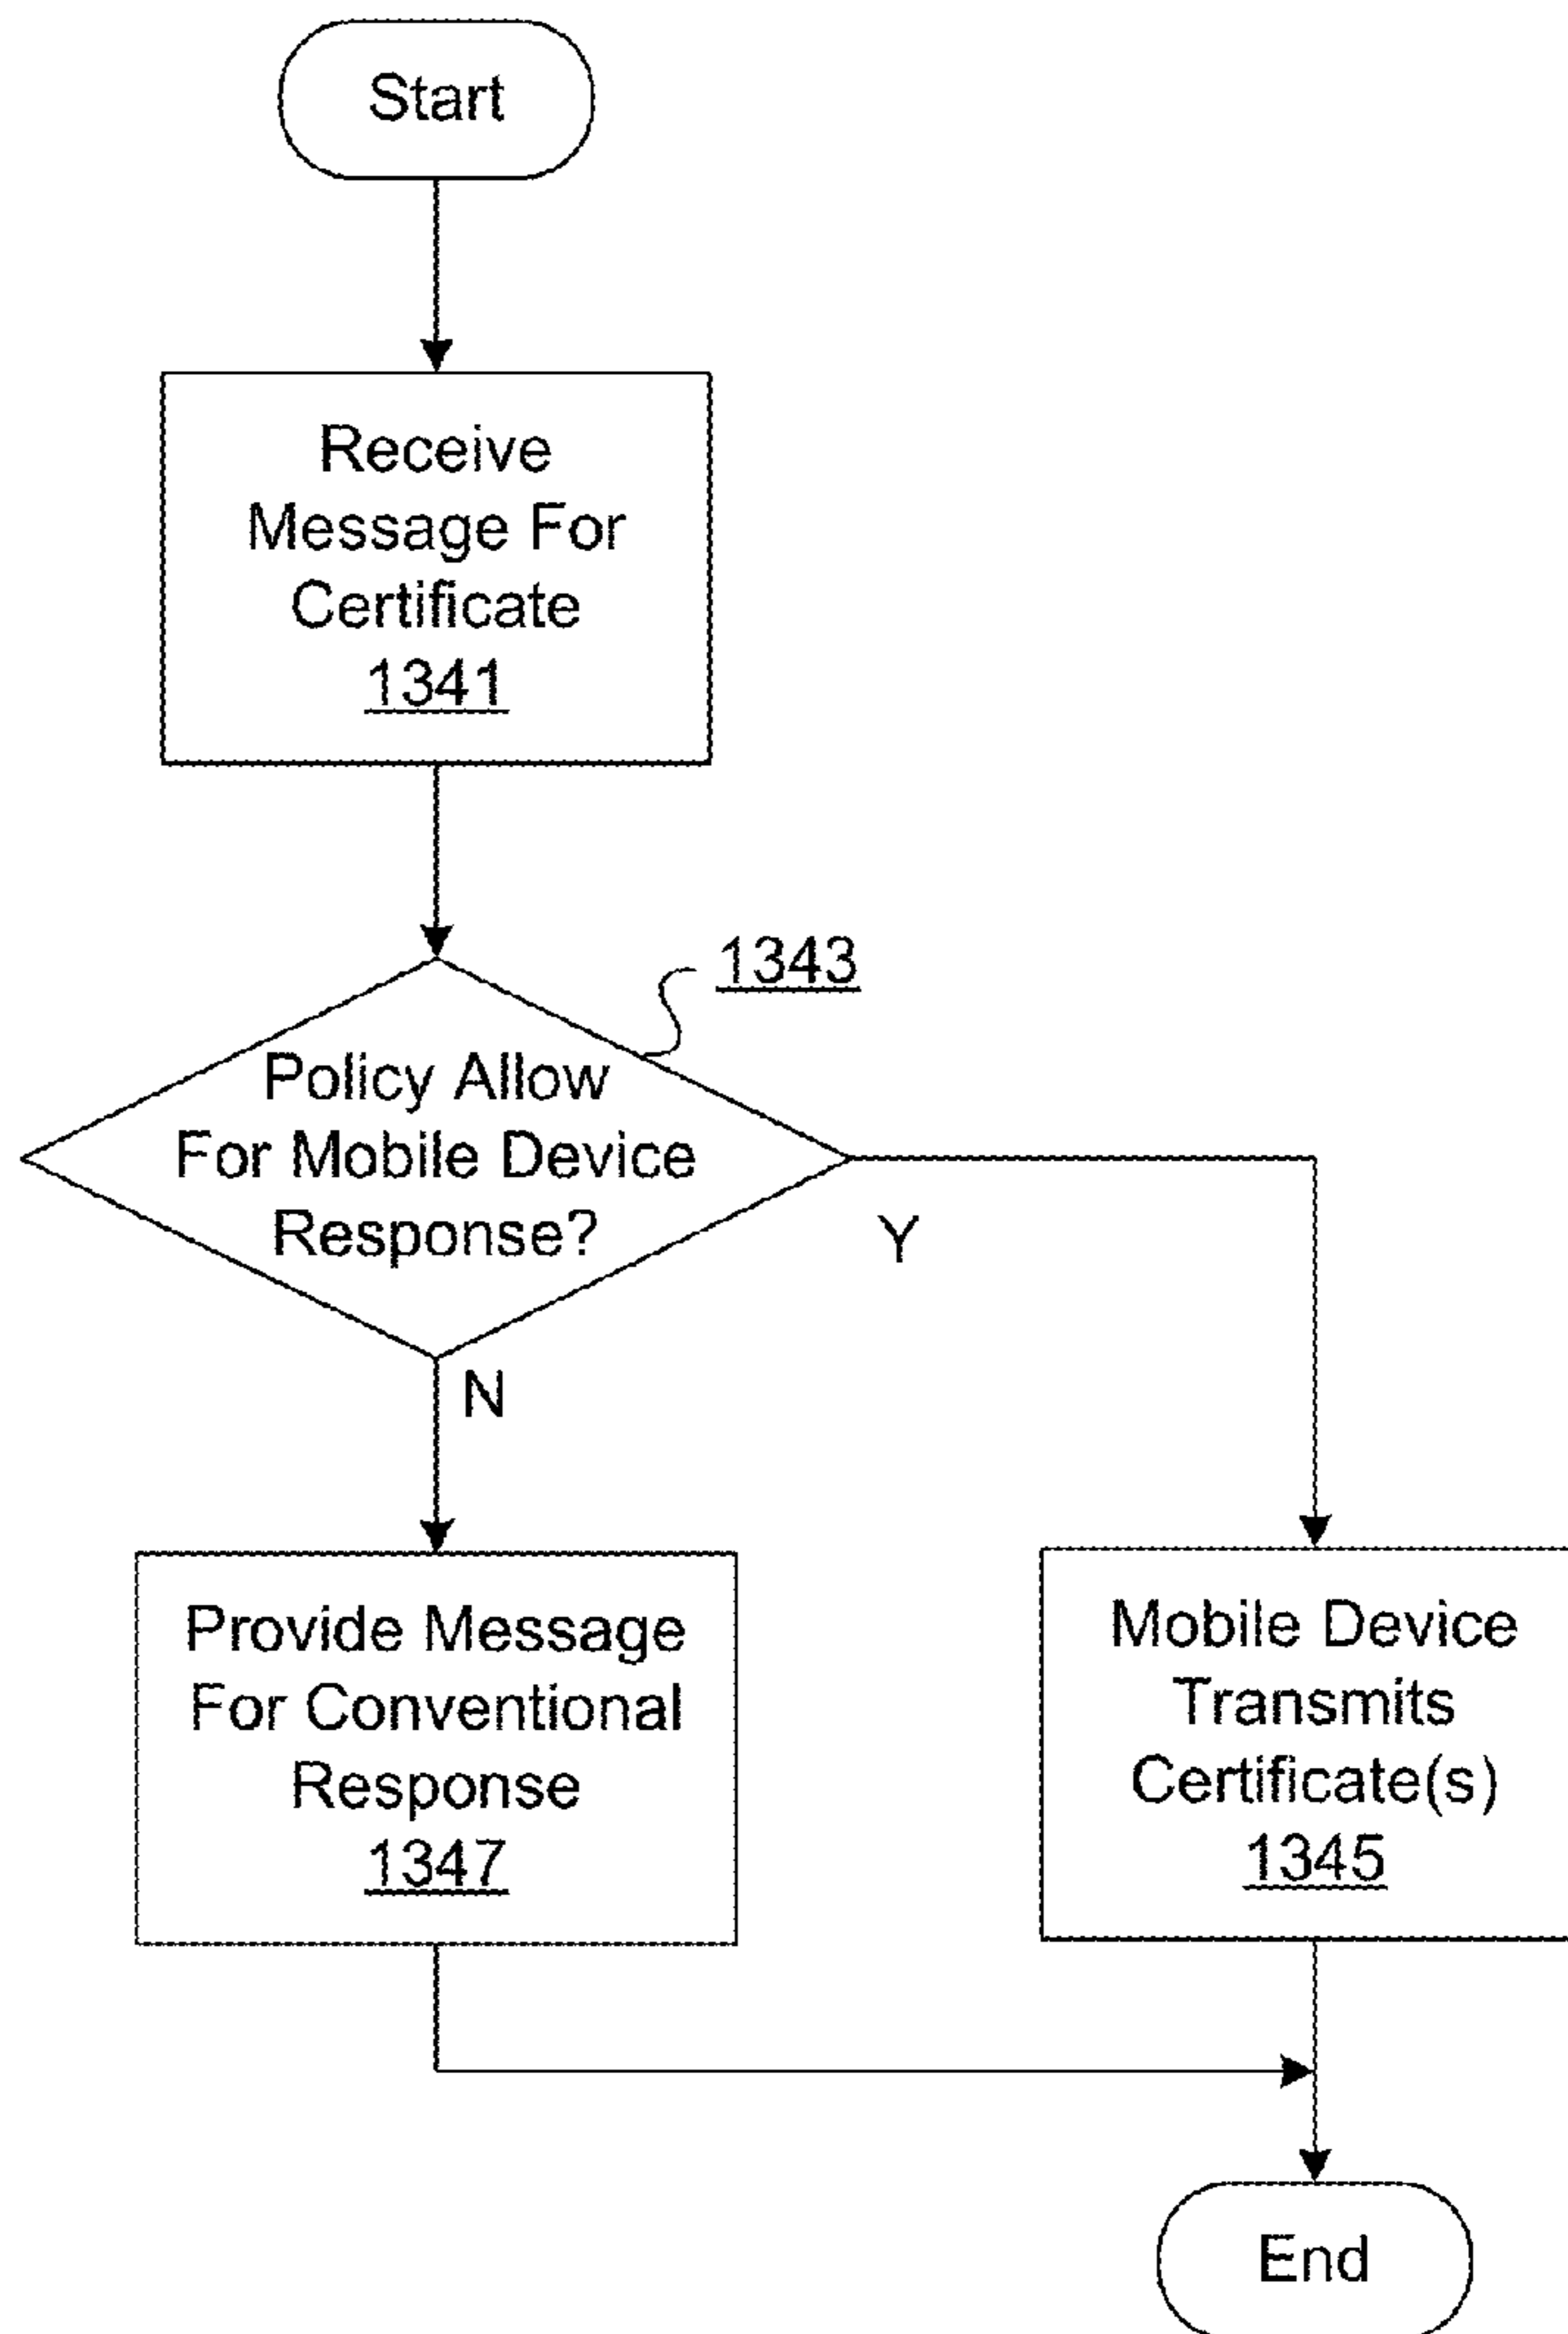 Start
Receive
Message For
Certificate
1341
1343
Policy Allow
For Mobile Device
Response?
Y
N
Provide Message
For Conventional
Response
1347
Mobile Device
Transmits
Certificate(s)
1345
End